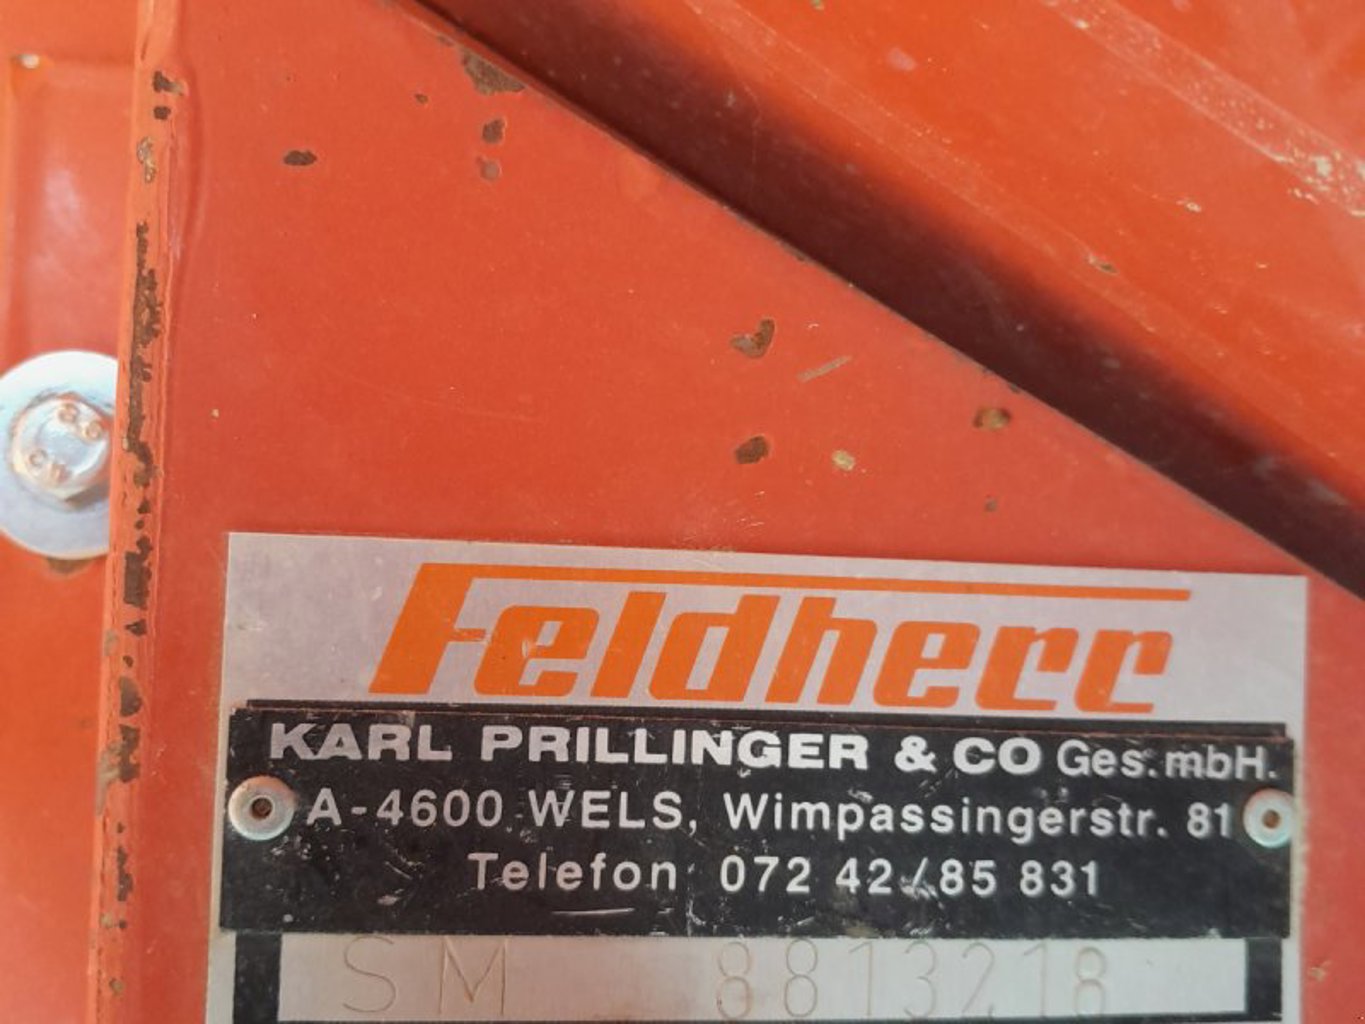 Feldherr
KARL PRILLINGER & CO Ges.mbH.
A-4600 WELS, Wimpassingerstr. 81
Telefon 072 42/85 831
SM 8813218